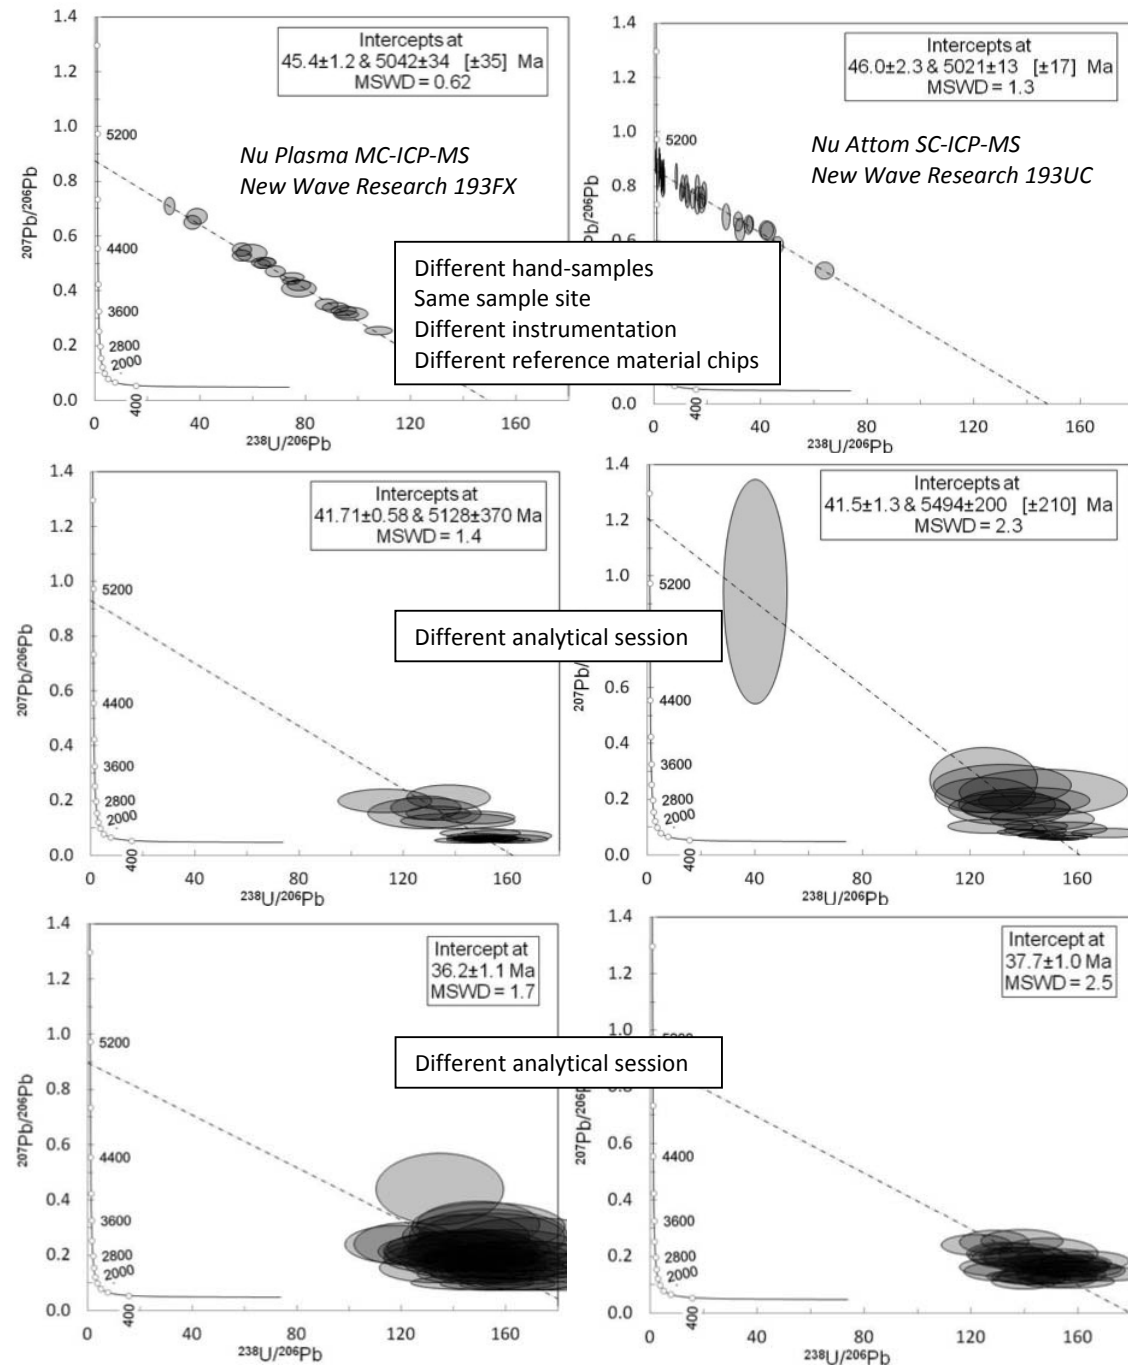 1.4
1.2
1.0
0.8
0.6
0.4
0.2
0.0
207Pb/206Pb
Intercepts at
45.4±1.2 & 5042±34 [±35] Ma
MSWD = 0.62
Nu Plasma MC-ICP-MS
New Wave Research 193FX
5200
4400
3600
2800
2000
400
0 40 80 120 160
238U/206Pb
1.4
1.2
1.0
0.8
0.6
0.0
Pb/206Pb
Intercepts at
46.0±2.3 & 5021±13 [±17] Ma
MSWD = 1.3
Nu Attom SC-ICP-MS
New Wave Research 193UC
5200
400
0 40 80 120 160
238U/206Pb
Different hand-samples
Same sample site
Different instrumentation
Different reference material chips
1.4
1.2
1.0
0.8
0.6
0.4
0.2
0.0
207Pb/206Pb
Intercepts at
41.71±0.58 & 5128±370 Ma
MSWD = 1.4
5200
4400
3600
2800
2000
400
0 40 80 120 160
238U/206Pb
1.4
1.2
1.0
0.6
0.4
0.2
0.0
207Pb/
Intercepts at
41.5±1.3 & 5494±200 [±210] Ma
MSWD = 2.3
5200
4400
3600
2800
2000
400
0 40 80 120 160
238U/206Pb
Different analytical session
1.4
1.2
1.0
0.8
0.6
0.4
0.2
0.0
207Pb/206Pb
Intercept at
36.2±1.1 Ma
MSWD = 1.7
5200
4400
3600
2800
2000
400
0 40 80 120 160
238U/206Pb
1.4
1.2
1.0
0.8
0.6
0.4
0.2
0.0
207Pb/206Pb
Intercept at
37.7±1.0 Ma
MSWD = 2.5
4400
3600
2800
2000
400
0 40 80 120 160
238U/206Pb
Different analytical session